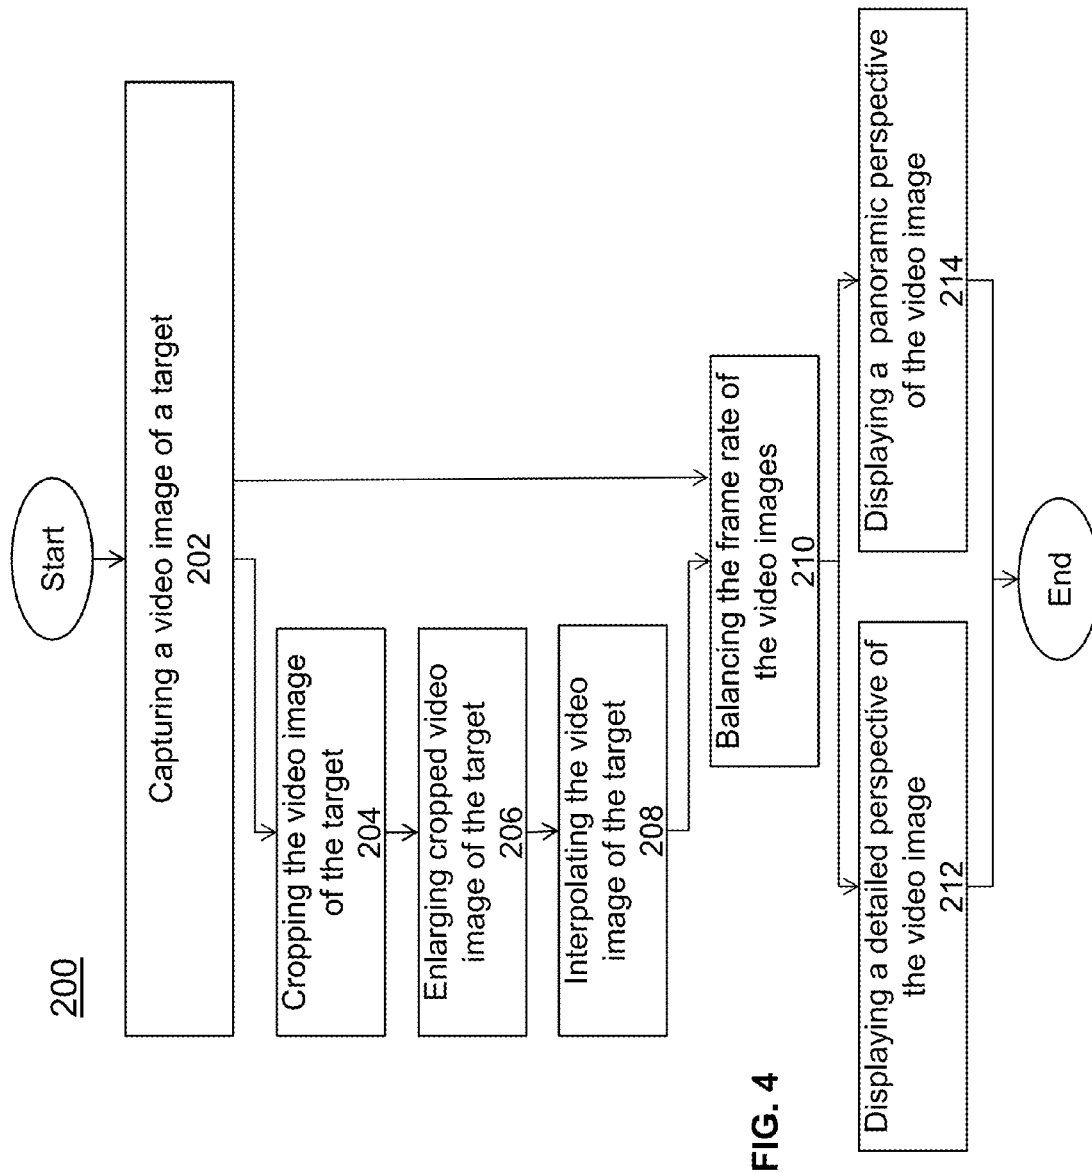 200
Start
Capturing a video image of a target
202
Cropping the video image
of the target
204
Enlarging cropped video
image of the target
206
Interpolating the video
image of the target
208
Balancing the frame rate of
the video images
210
Displaying a detailed perspective of
the video image
212
Displaying a panoramic perspective
of the video image
214
End
FIG. 4